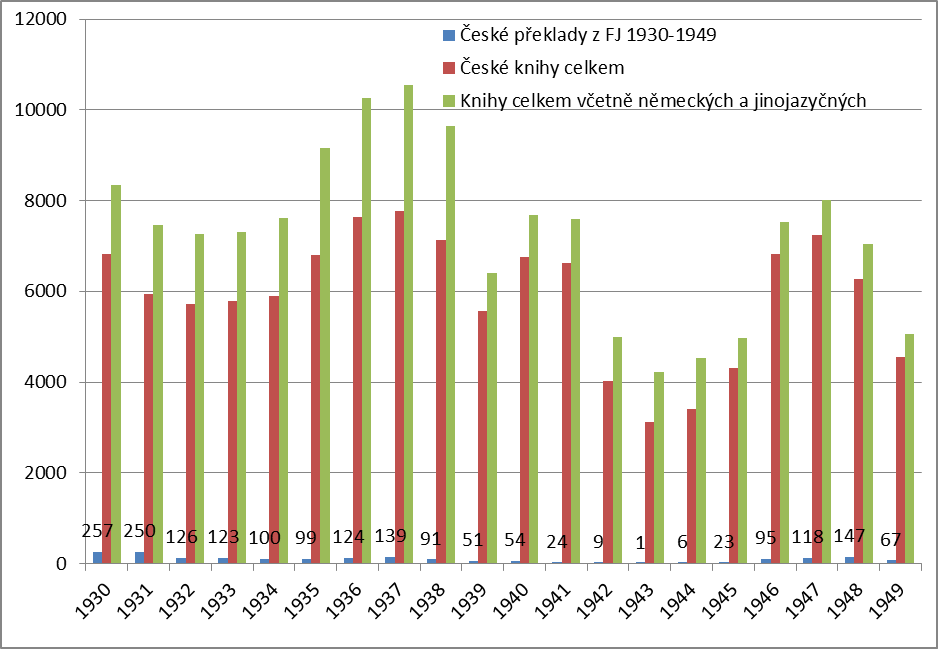 12000
10000
8000
6000
4000
2000
0
České překlady z FJ 1930-1949
České knihy celkem
Knihy celkem včetně německých a jinojazyčných
257 250 126 123 100 99 124 139 91 51 54 24 9 1 6 23 95 118 147 67
1930 1931 1932 1933 1934 1935 1936 1937 1938 1939 1940 1941 1942 1943 1944 1945 1946 1947 1948 1949